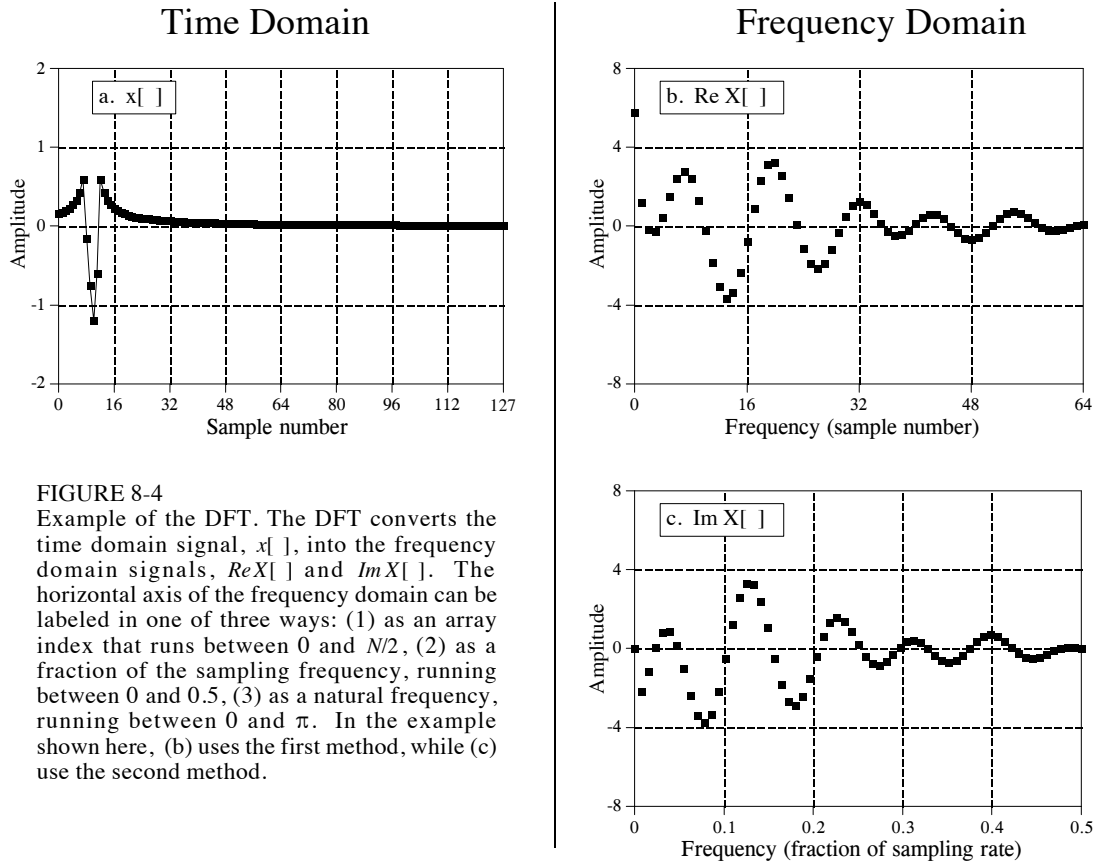 Time Domain
Frequency Domain
2
1
0
-1
-2
Amplitude
a. x[ ]
0 16 32 48 64 80 96 112 127
Sample number
8
4
0
-4
-8
Amplitude
b. Re X[ ]
0 16 32 48 64
Frequency (sample number)
FIGURE 8-4
Example of the DFT. The DFT converts the
time domain signal, x[ ], into the frequency
domain signals, ReX[ ] and ImX[ ]. The
horizontal axis of the frequency domain can be
labeled in one of three ways: (1) as an array
index that runs between 0 and N/2, (2) as a
fraction of the sampling frequency, running
between 0 and 0.5, (3) as a natural frequency,
running between 0 and π. In the example
shown here, (b) uses the first method, while (c)
use the second method.
8
4
0
-4
-8
Amplitude
c. Im X[ ]
0 0.1 0.2 0.3 0.4 0.5
Frequency (fraction of sampling rate)